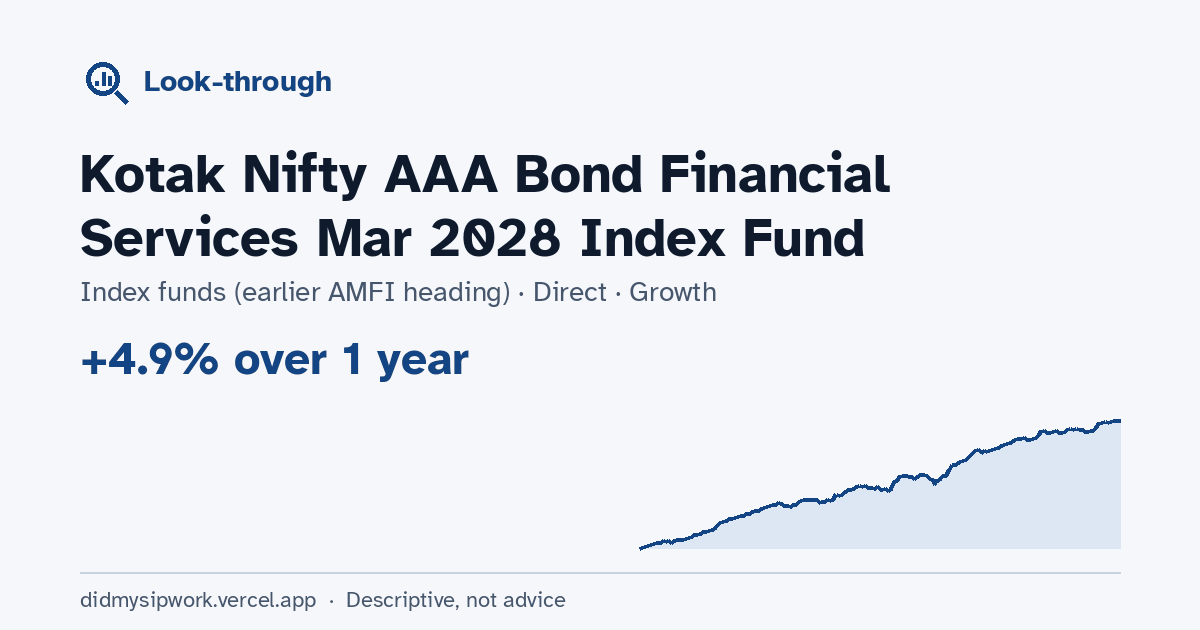 Look-through
Kotak Nifty AAA Bond Financial
Services Mar 2028 Index Fund
Index funds (earlier AMFI heading) · Direct · Growth
+4.9% over 1 year
didmysipwork.vercel.app · Descriptive, not advice